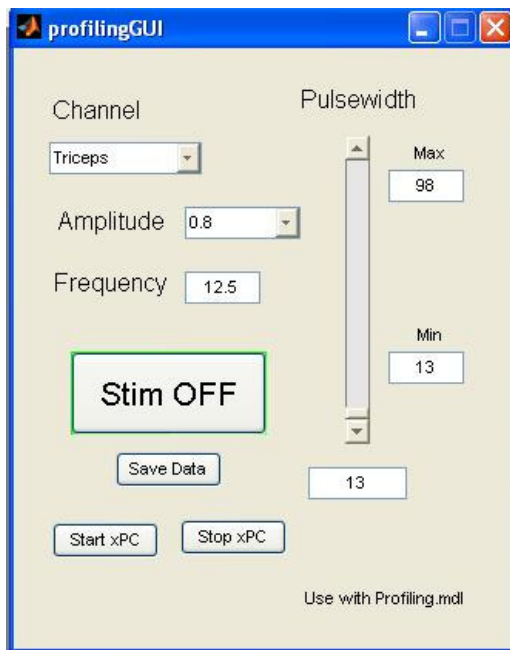 profilingGUI
Channel
Triceps
Amplitude
0.8
Frequency
12.5
Stim OFF
Save Data
Start xPC
Stop xPC
Pulsewidth
Max
98
Min
13
13
Use with Profiling.mdl